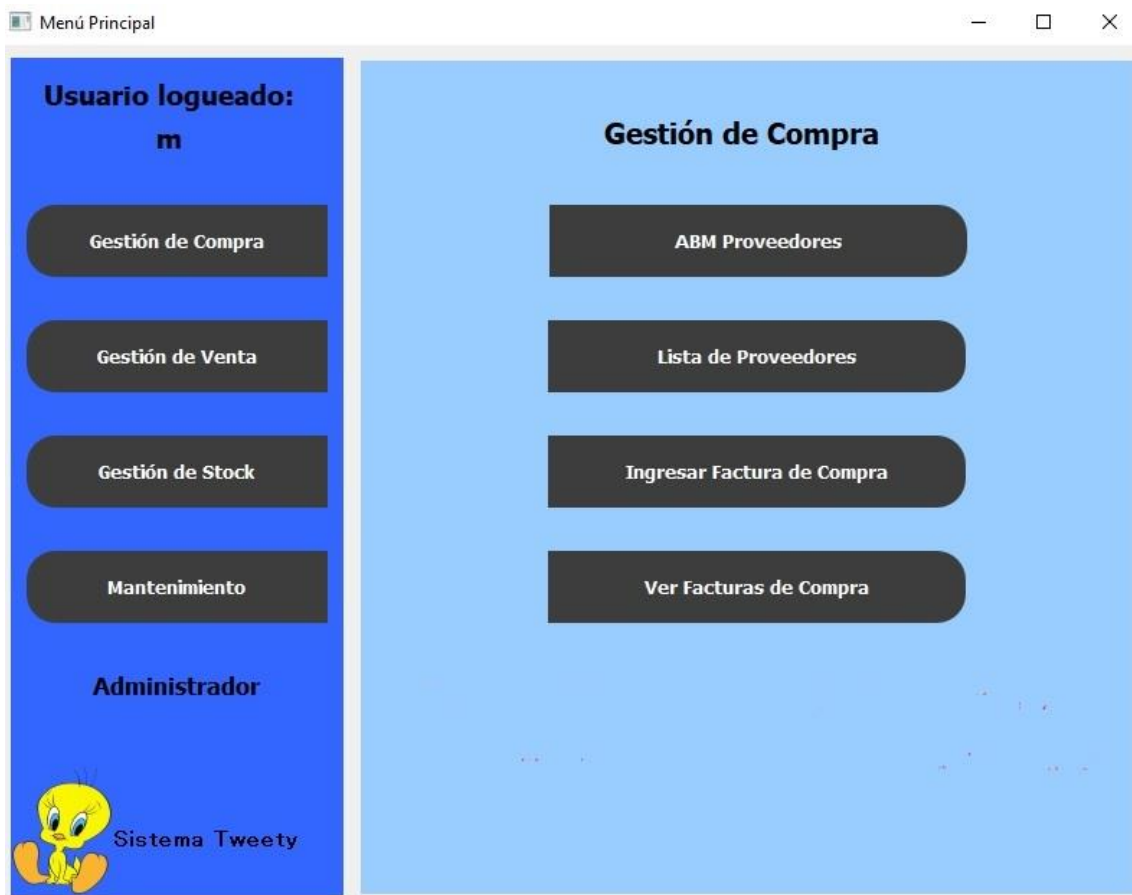 Menú Principal
Usuario logueado:
m
Gestión de Compra
Gestión de Venta
Gestión de Stock
Mantenimiento
Administrador
Sistema Tweety
Gestión de Compra
ABM Proveedores
Lista de Proveedores
Ingresar Factura de Compra
Ver Facturas de Compra